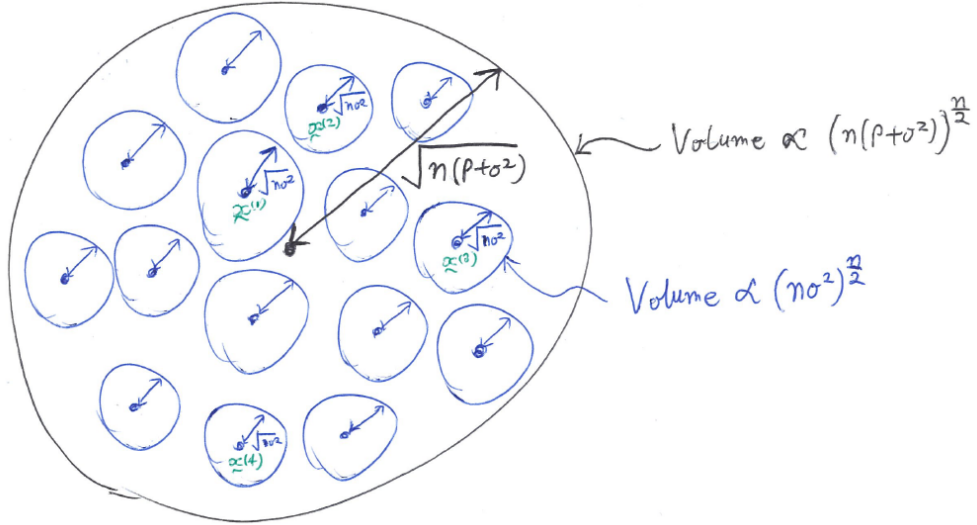 √nσ²
x(2)
Volume ∝ (n(P+σ²))^(n/2)
√n(P+σ²)
√nσ²
x(1)
√nσ²
x(3)
Volume ∝ (nσ²)^(n/2)
√nσ²
x(4)